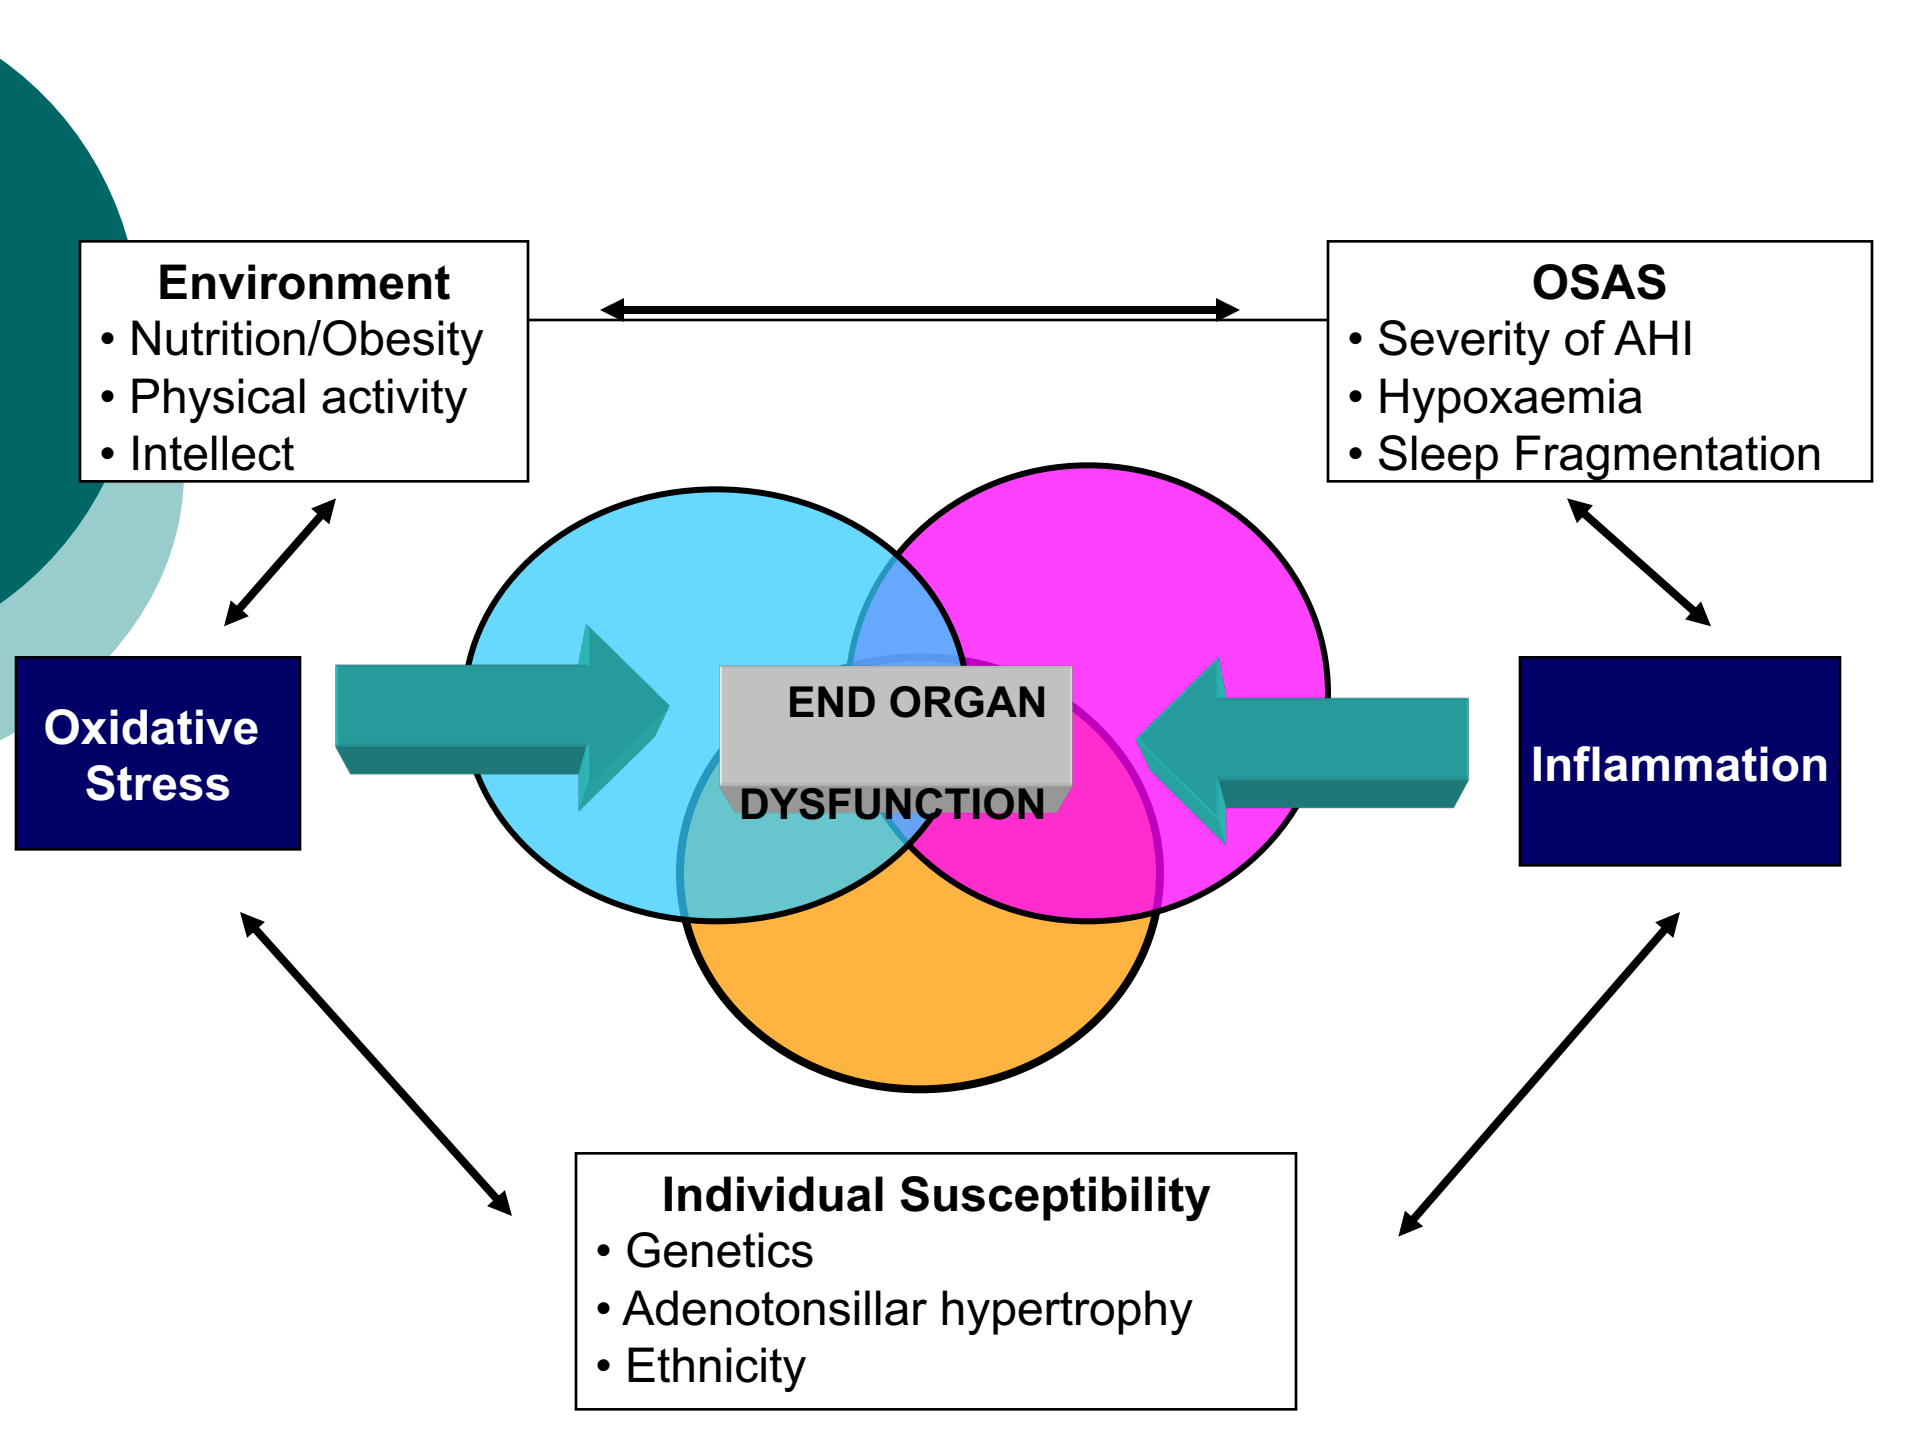 Environment
• Nutrition/Obesity
• Physical activity
• Intellect
OSAS
• Severity of AHI
• Hypoxaemia
• Sleep Fragmentation
Oxidative
Stress
END ORGAN
DYSFUNCTION
Inflammation
Individual Susceptibility
• Genetics
• Adenotonsillar hypertrophy
• Ethnicity